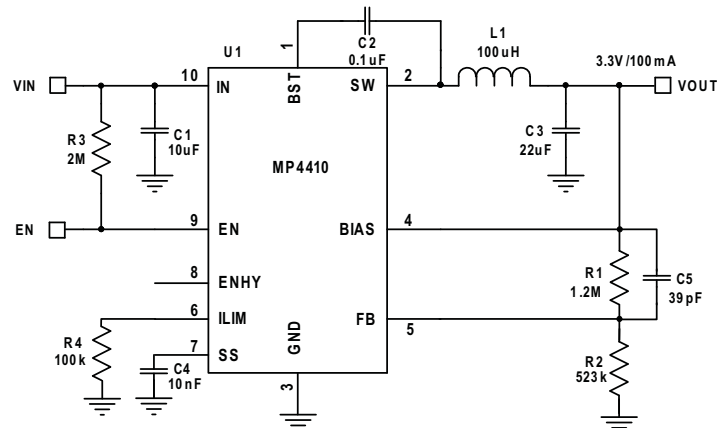 U1
1
C2
0.1uF
L1
100uH
3.3V/100mA
VIN
10
IN
BST
SW
2
VOUT
R3
2M
C1
10uF
C3
22uF
MP4410
EN
9
EN
BIAS
4
8
ENHY
R1
1.2M
C5
39pF
6
ILIM
FB
5
R4
100k
7
SS
GND
C4
10nF
3
R2
523k